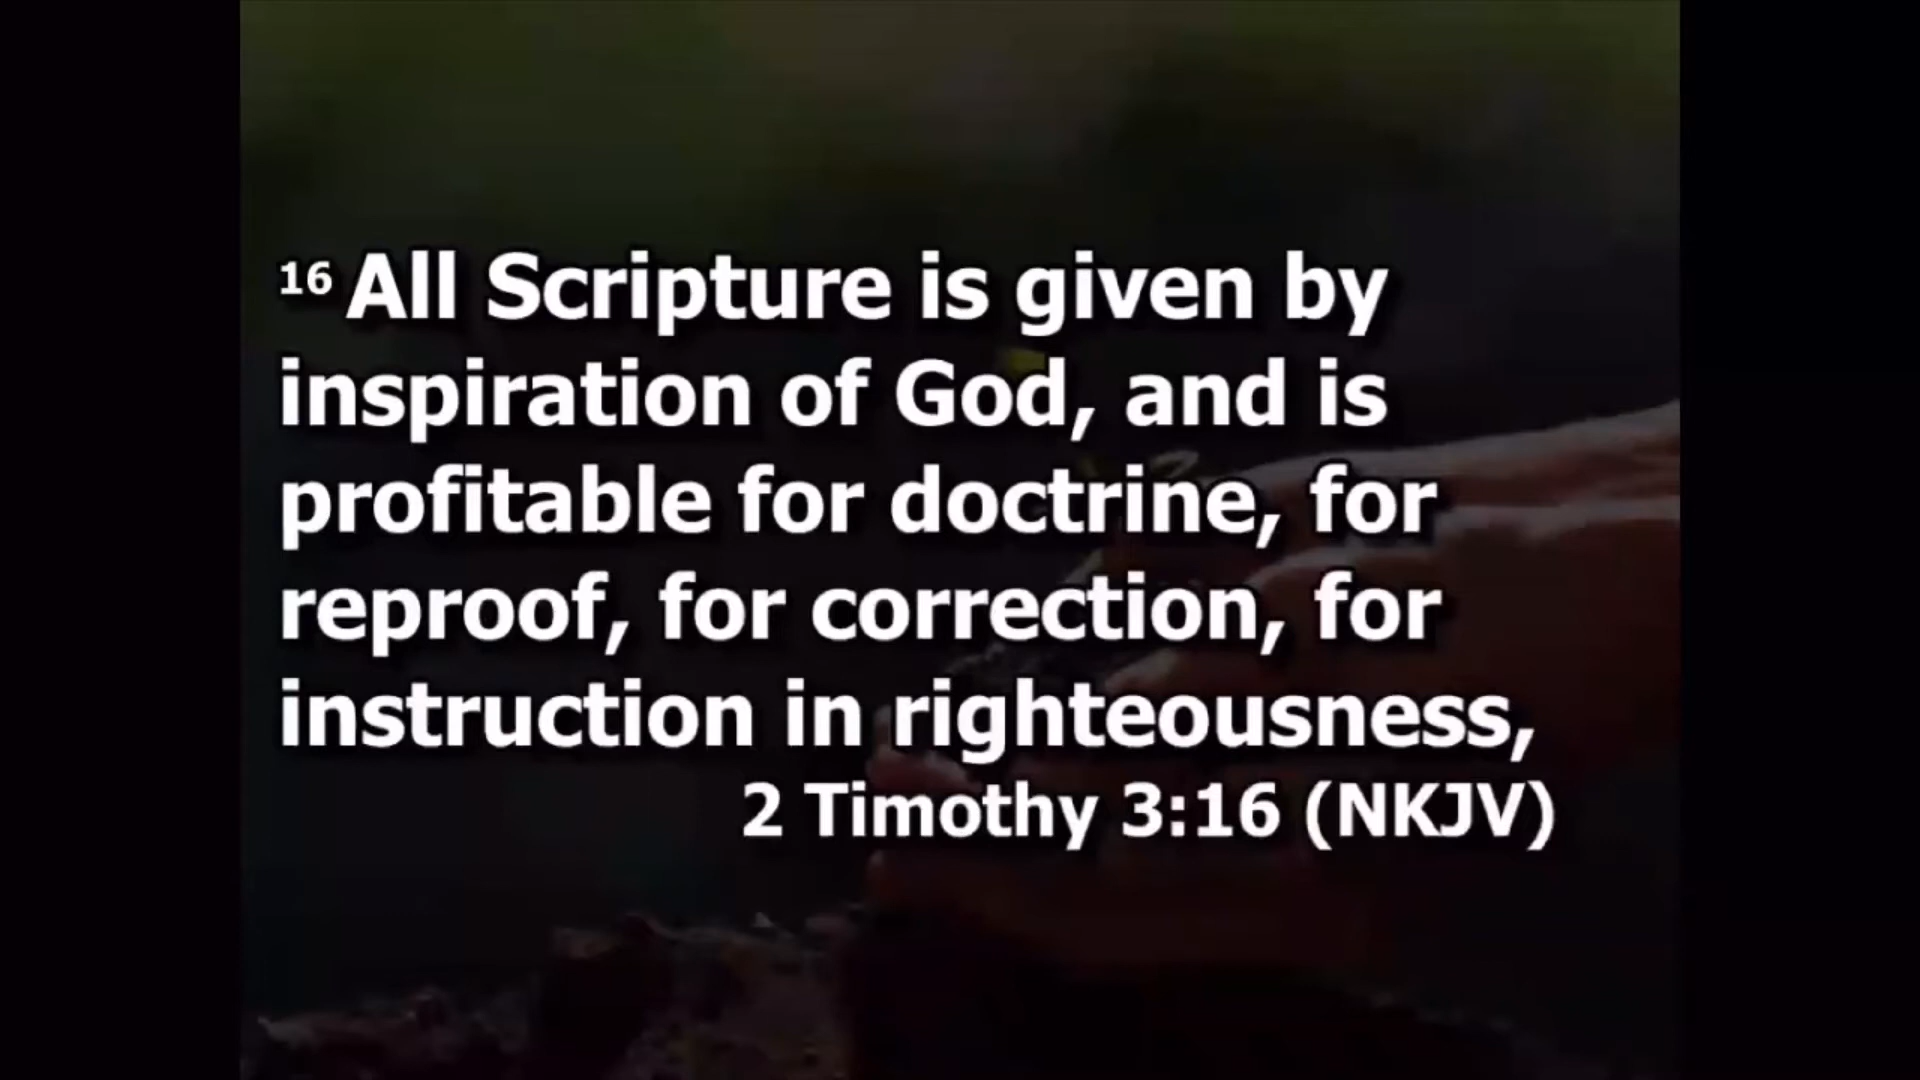 16 All Scripture is given by
inspiration of God, and is
profitable for doctrine, for
reproof, for correction, for
instruction in righteousness,
2 Timothy 3:16 (NKJV)